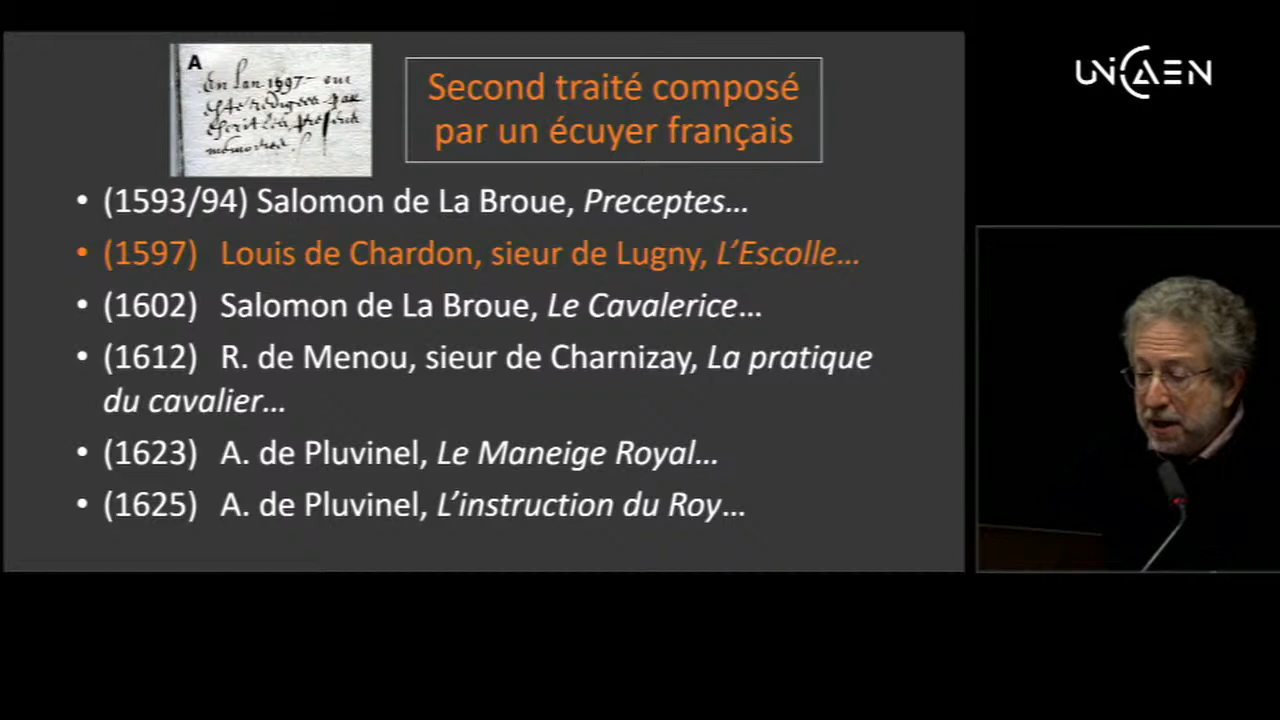 UNICAEN
A
En l'an 1597
Second traité composé
par un écuyer français
• (1593/94) Salomon de La Broue, Preceptes…
• (1597) Louis de Chardon, sieur de Lugny, L’Escolle…
• (1602) Salomon de La Broue, Le Cavalerice…
• (1612) R. de Menou, sieur de Charnizay, La pratique
du cavalier…
• (1623) A. de Pluvinel, Le Maneige Royal…
• (1625) A. de Pluvinel, L’instruction du Roy…